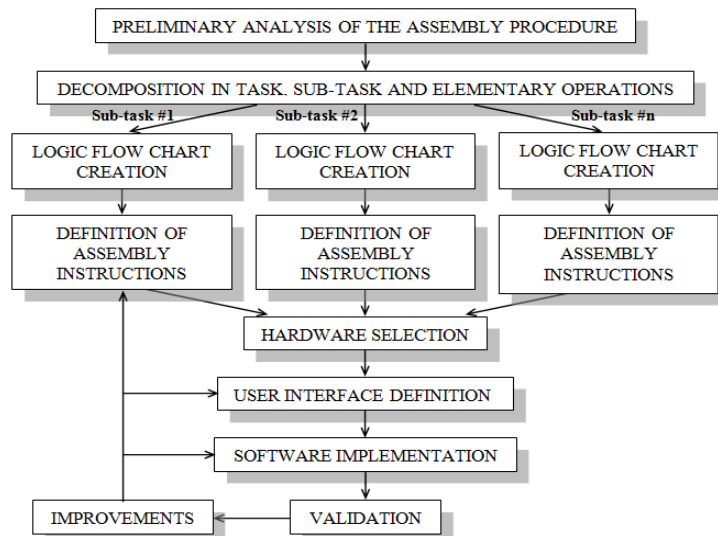 PRELIMINARY ANALYSIS OF THE ASSEMBLY PROCEDURE
DECOMPOSITION IN TASK, SUB-TASK AND ELEMENTARY OPERATIONS
Sub-task #1
Sub-task #2
Sub-task #n
LOGIC FLOW CHART
CREATION
LOGIC FLOW CHART
CREATION
LOGIC FLOW CHART
CREATION
DEFINITION OF
ASSEMBLY
INSTRUCTIONS
DEFINITION OF
ASSEMBLY
INSTRUCTIONS
DEFINITION OF
ASSEMBLY
INSTRUCTIONS
HARDWARE SELECTION
USER INTERFACE DEFINITION
SOFTWARE IMPLEMENTATION
IMPROVEMENTS
VALIDATION